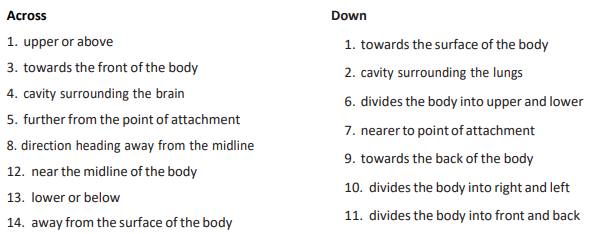 Across
1. upper or above
3. towards the front of the body
4. cavity surrounding the brain
5. further from the point of attachment
8. direction heading away from the midline
12. near the midline of the body
13. lower or below
14. away from the surface of the body
Down
1. towards the surface of the body
2. cavity surrounding the lungs
6. divides the body into upper and lower
7. nearer to point of attachment
9. towards the back of the body
10. divides the body into right and left
11. divides the body into front and back